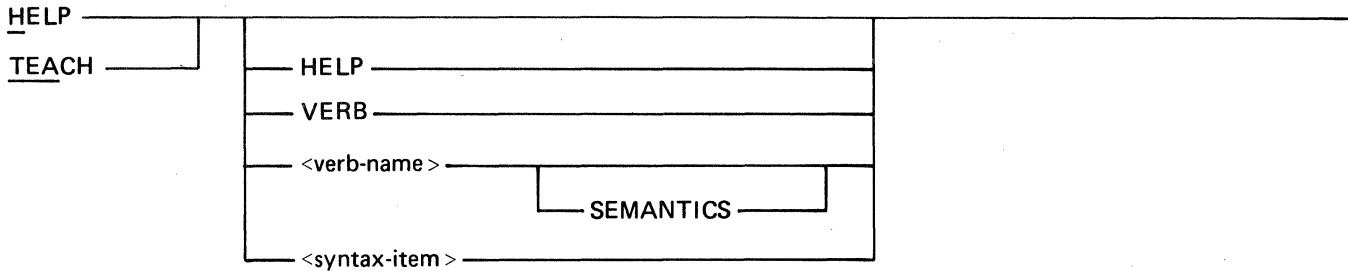 HELP
TEACH
HELP
VERB
<verb-name>
SEMANTICS
<syntax-item>